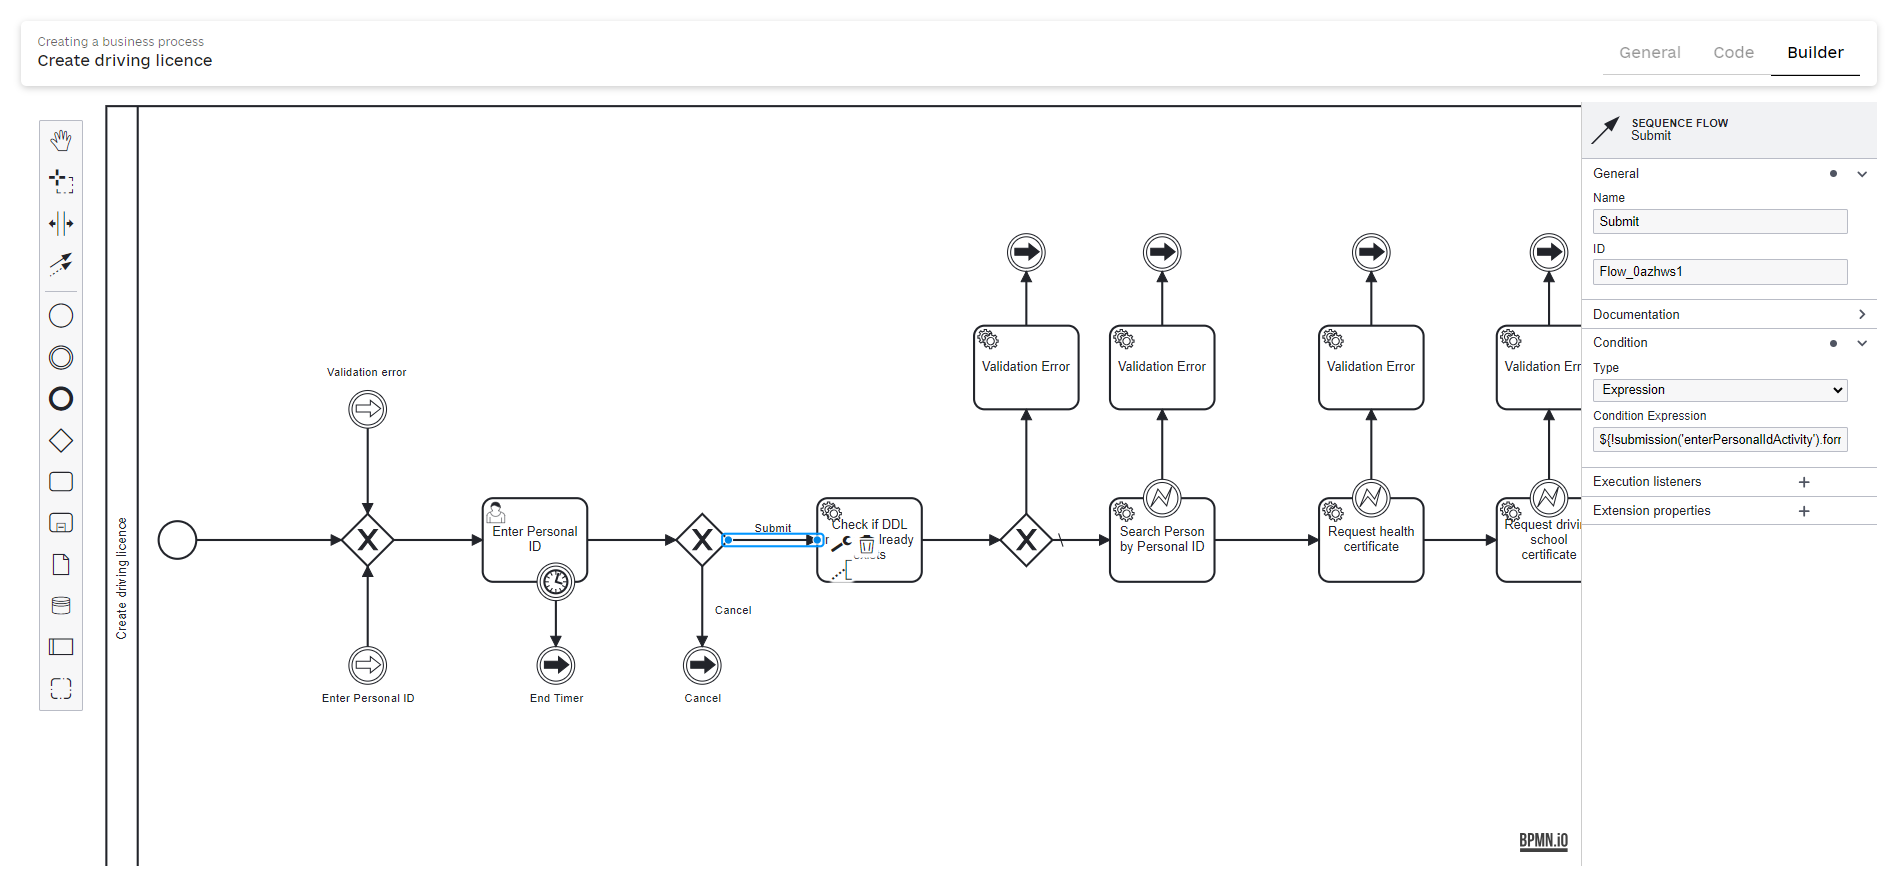 Creating a business process
Create driving licence
General
Code
Builder
Create driving licence
Validation error
Enter Personal ID
Enter Personal
ID
End Timer
Submit
Cancel
Cancel
Check if DDL
Validation Error
Validation Error
Search Person
by Personal ID
Validation Error
Request health
certificate
Validation Err
Request drivi
school
certificate
BPMN.iO
SEQUENCE FLOW
Submit
General
Name
Submit
ID
Flow_0azhws1
Documentation
Condition
Type
Expression
Condition Expression
${!submission('enterPersonalIdActivity').forr
Execution listeners
Extension properties